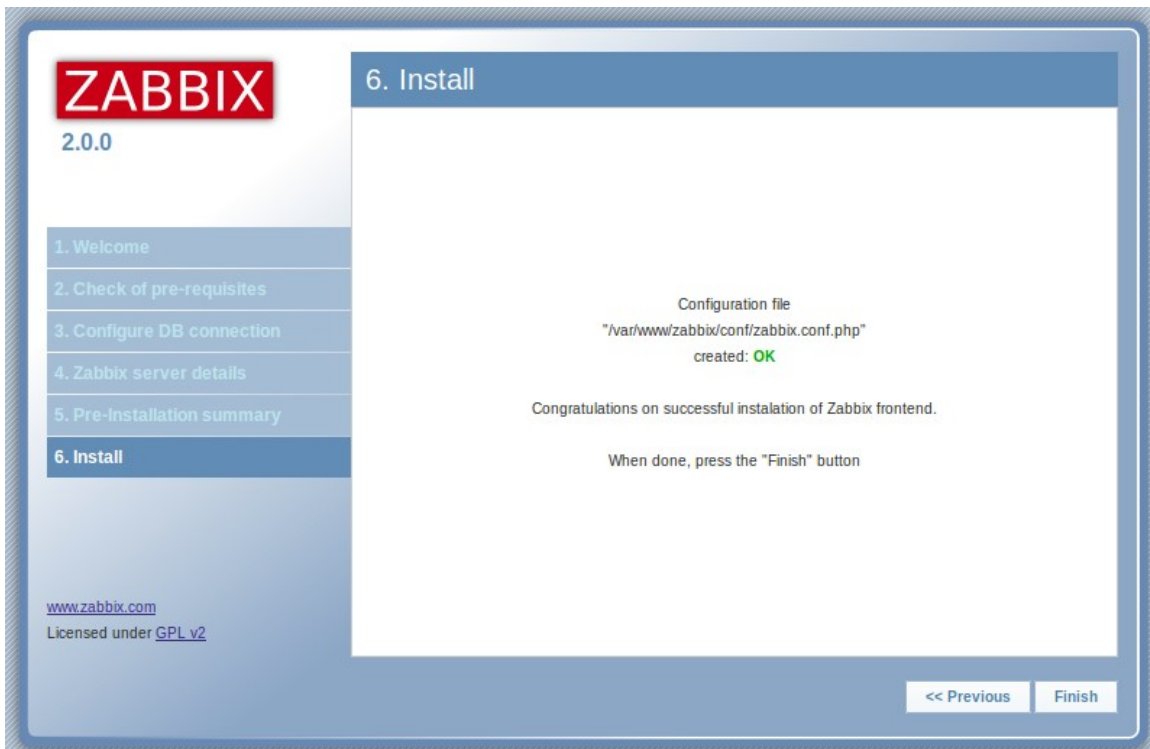 ZABBIX
2.0.0
1. Welcome
2. Check of pre-requisites
3. Configure DB connection
4. Zabbix server details
5. Pre-Installation summary
6. Install
www.zabbix.com
Licensed under GPL v2
6. Install
Configuration file
"/var/www/zabbix/conf/zabbix.conf.php"
created: OK
Congratulations on successful instalation of Zabbix frontend.
When done, press the "Finish" button
<< Previous
Finish